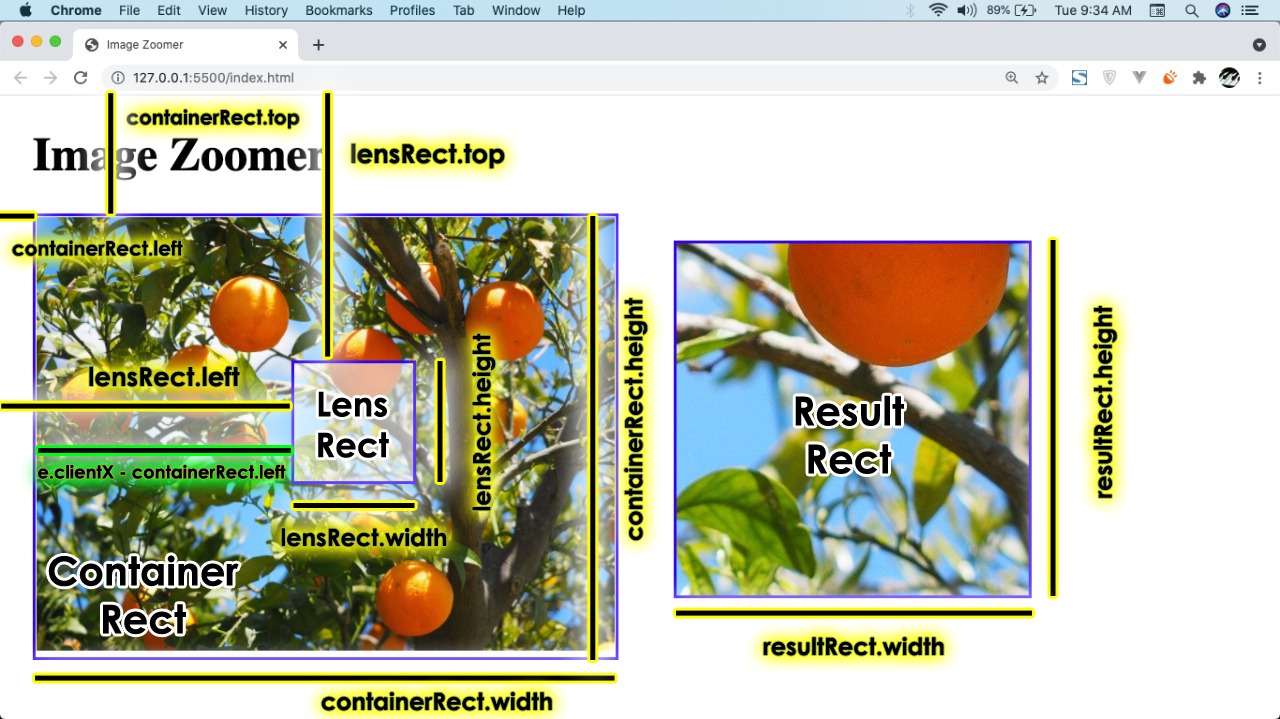 Chrome File Edit View History Bookmarks Profiles Tab Window Help 89% Tue 9:34 AM
Image Zoomer
127.0.0.1:5500/index.html
containerRect.top
Image Zoomer
lensRect.top
containerRect.left
lensRect.left
Lens
Rect
lensRect.height
containerRect.height
e.clientX - containerRect.left
lensRect.width
Container
Rect
containerRect.width
Result
Rect
resultRect.height
resultRect.width